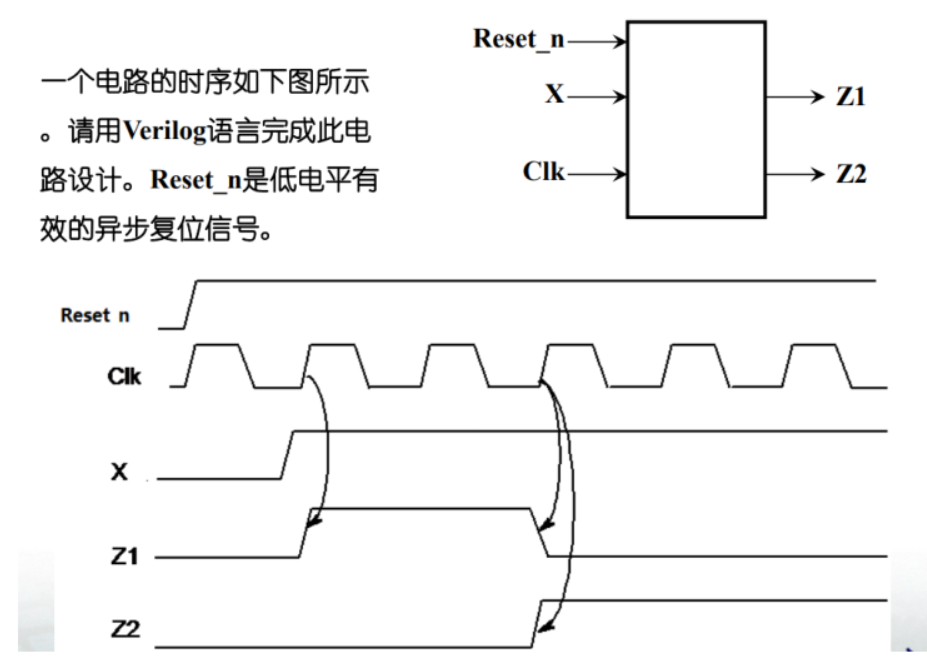 一个电路的时序如下图所示
。请用Verilog语言完成此电
路设计。Reset_n是低电平有
效的异步复位信号。
Reset_n
X
Clk
Z1
Z2
Reset n
Clk
X
Z1
Z2